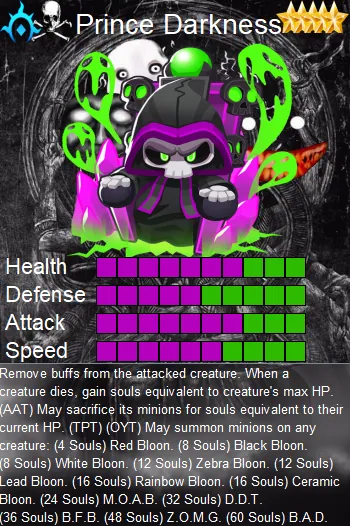 Prince Darkness
Health
Defense
Attack
Speed
Remove buffs from the attacked creature. When a
creature dies, gain souls equivalent to creature's max HP.
(AAT) May sacrifice its minions for souls equivalent to their
current HP. (TPT) (OYT) May summon minions on any
creature: (4 Souls) Red Bloon. (8 Souls) Black Bloon.
(8 Souls) White Bloon. (12 Souls) Zebra Bloon. (12 Souls)
Lead Bloon. (16 Souls) Rainbow Bloon. (16 Souls) Ceramic
Bloon. (24 Souls) M.O.A.B. (32 Souls) D.D.T.
(36 Souls) B.F.B. (48 Souls) Z.O.M.G. (60 Souls) B.A.D.